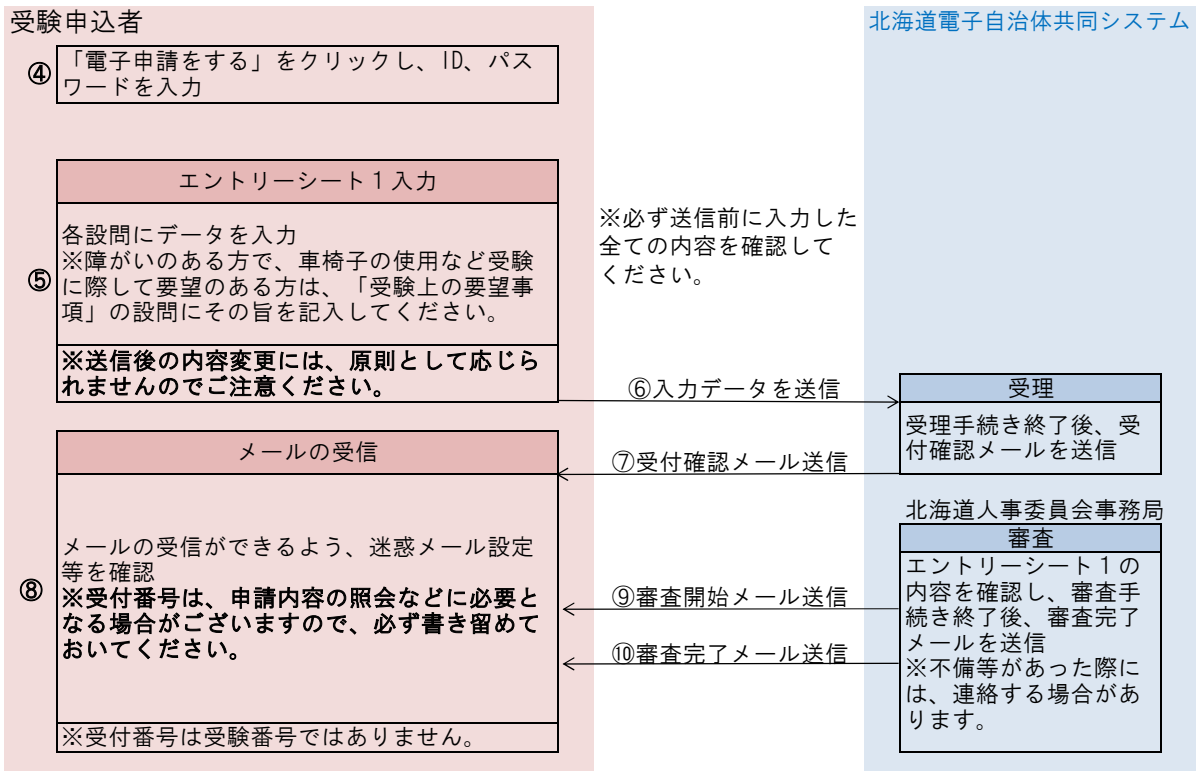 受験申込者
北海道電子自治体共同システム
④
「電子申請をする」をクリックし、ID、パス
ワードを入力
エントリーシート１入力
⑤
各設問にデータを入力
※障がいのある方で、車椅子の使用など受験
に際して要望のある方は、「受験上の要望事
項」の設問にその旨を記入してください。
※送信後の内容変更には、原則として応じら
れませんのでご注意ください。
※必ず送信前に入力した
全ての内容を確認して
ください。
⑥入力データを送信
受理
受理手続き終了後、受
付確認メールを送信
⑦受付確認メール送信
メールの受信
⑧
メールの受信ができるよう、迷惑メール設定
等を確認
※受付番号は、申請内容の照会などに必要と
なる場合がございますので、必ず書き留めて
おいてください。
※受付番号は受験番号ではありません。
北海道人事委員会事務局
審査
エントリーシート１の
内容を確認し、審査手
続き終了後、審査完了
メールを送信
※不備等があった際に
は、連絡する場合があ
ります。
⑨審査開始メール送信
⑩審査完了メール送信